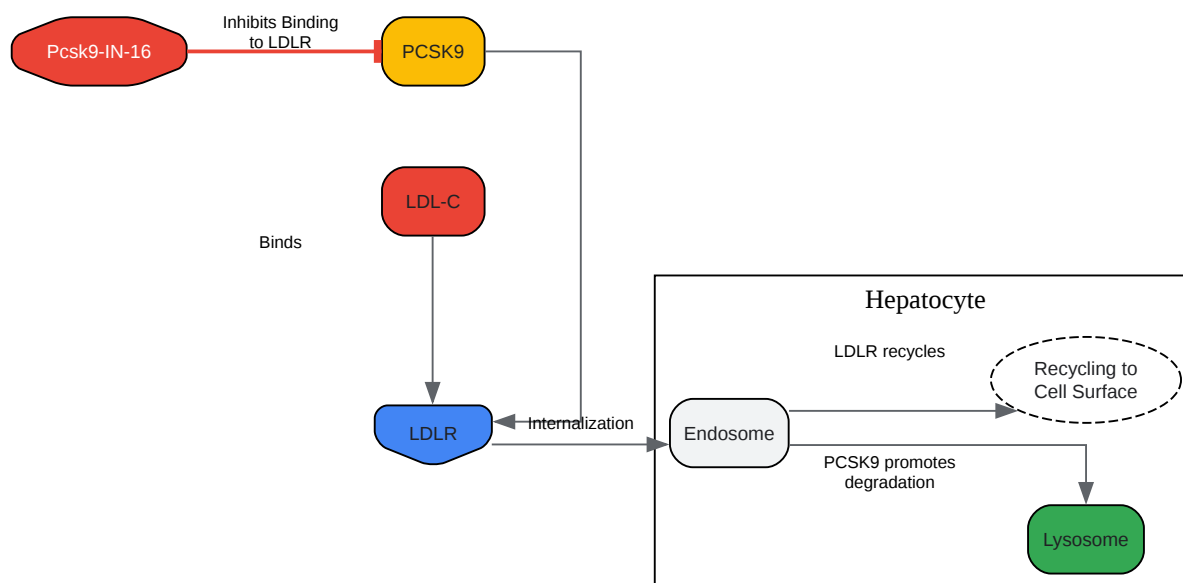 Inhibits Binding
to LDLR
Pcsk9-IN-16
PCSK9
LDL-C
Binds
Hepatocyte
LDLR recycles
Recycling to
Cell Surface
LDLR
Internalization
Endosome
PCSK9 promotes
degradation
Lysosome